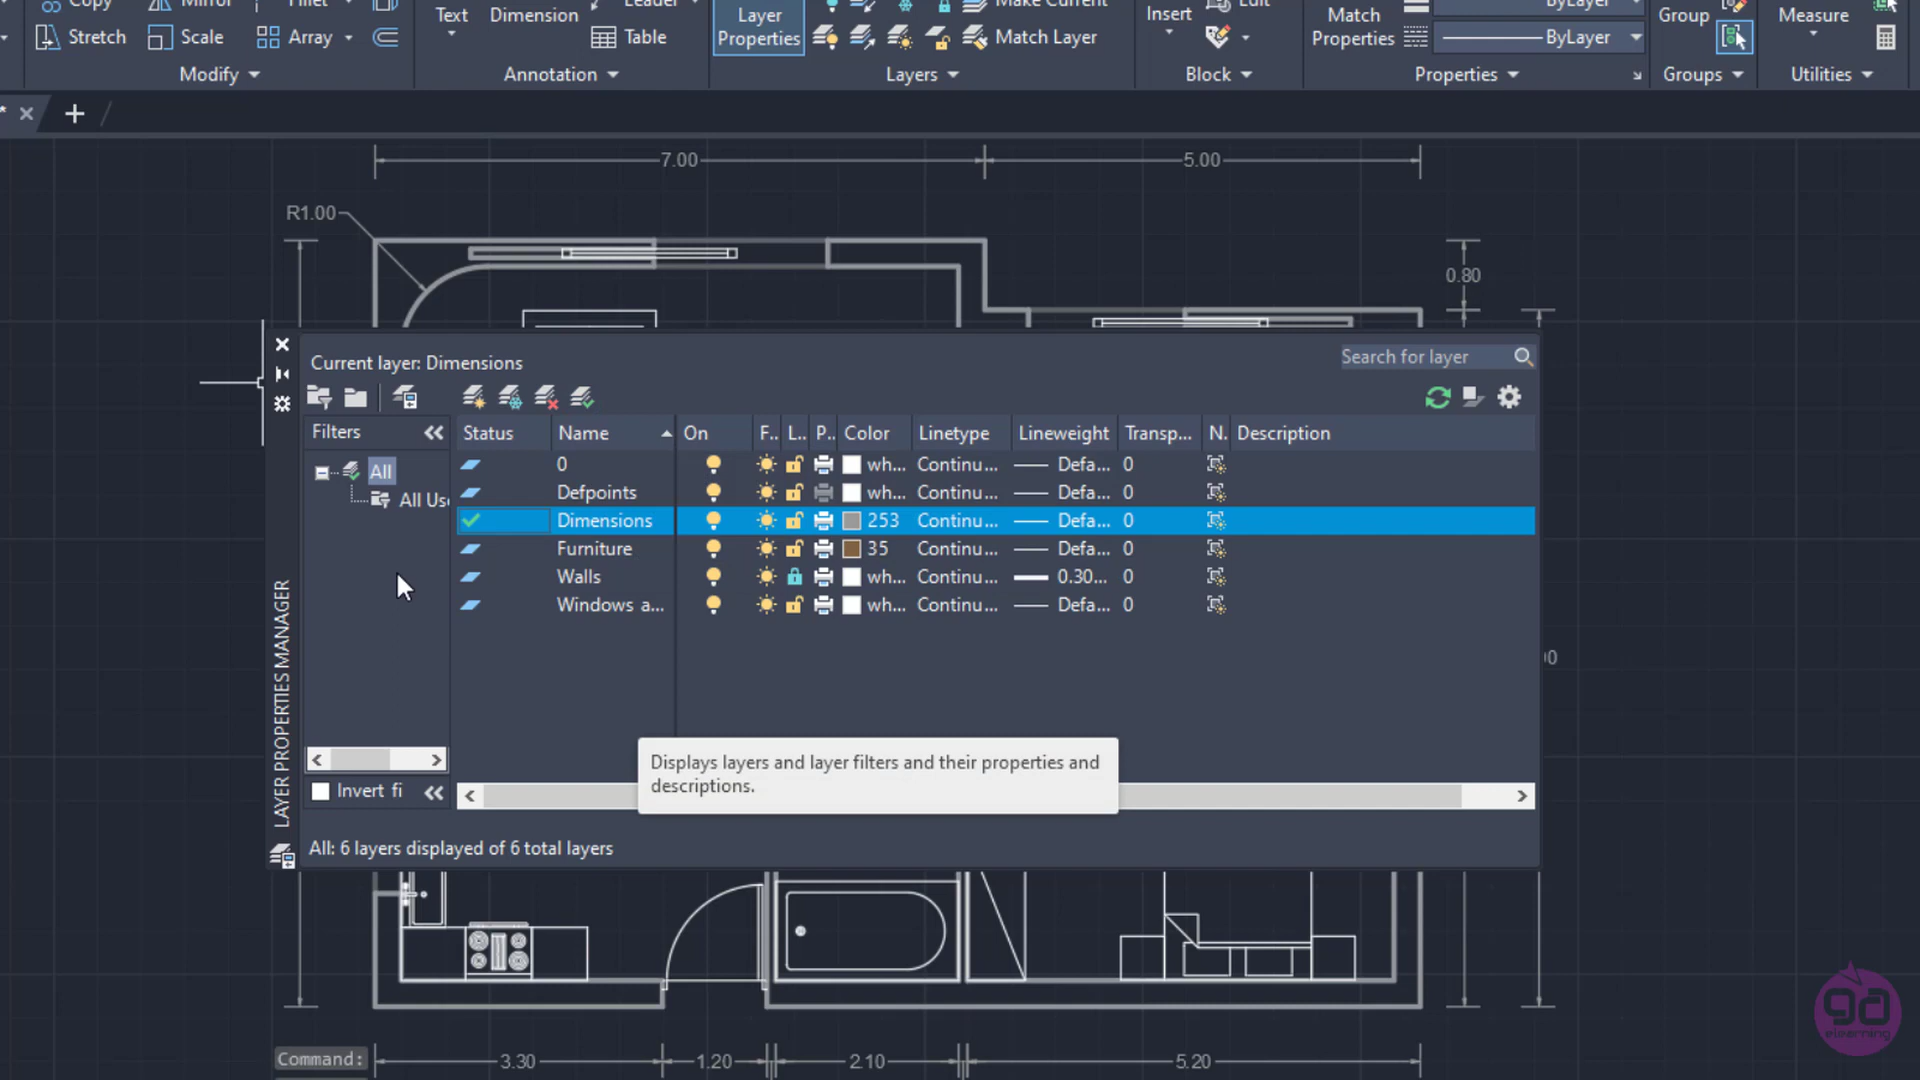 Copy Mirror Fillet
Text Dimension Leader
Layer Properties
Make Current
Insert Edit
Match Properties
ByLayer
Group Measure
Stretch Scale Array
Table
Match Layer
ByLayer
Modify Annotation Layers Block Properties Groups Utilities
7.00 5.00
R1.00
0.80
Current layer: Dimensions
Search for layer
Filters
Status Name On F.. L.. P.. Color Linetype Lineweight Transp... N. Description
All
All Us
0 wh... Continu... Defa... 0
Defpoints wh... Continu... Defa... 0
Dimensions 253 Continu... Defa... 0
Furniture 35 Continu... Defa... 0
Walls wh... Continu... 0.30... 0
Windows a... wh... Continu... Defa... 0
LAYER PROPERTIES MANAGER
Displays layers and layer filters and their properties and
descriptions.
Invert fi
All: 6 layers displayed of 6 total layers
Command:
3.30 1.20 2.10 5.20
ga
elearning